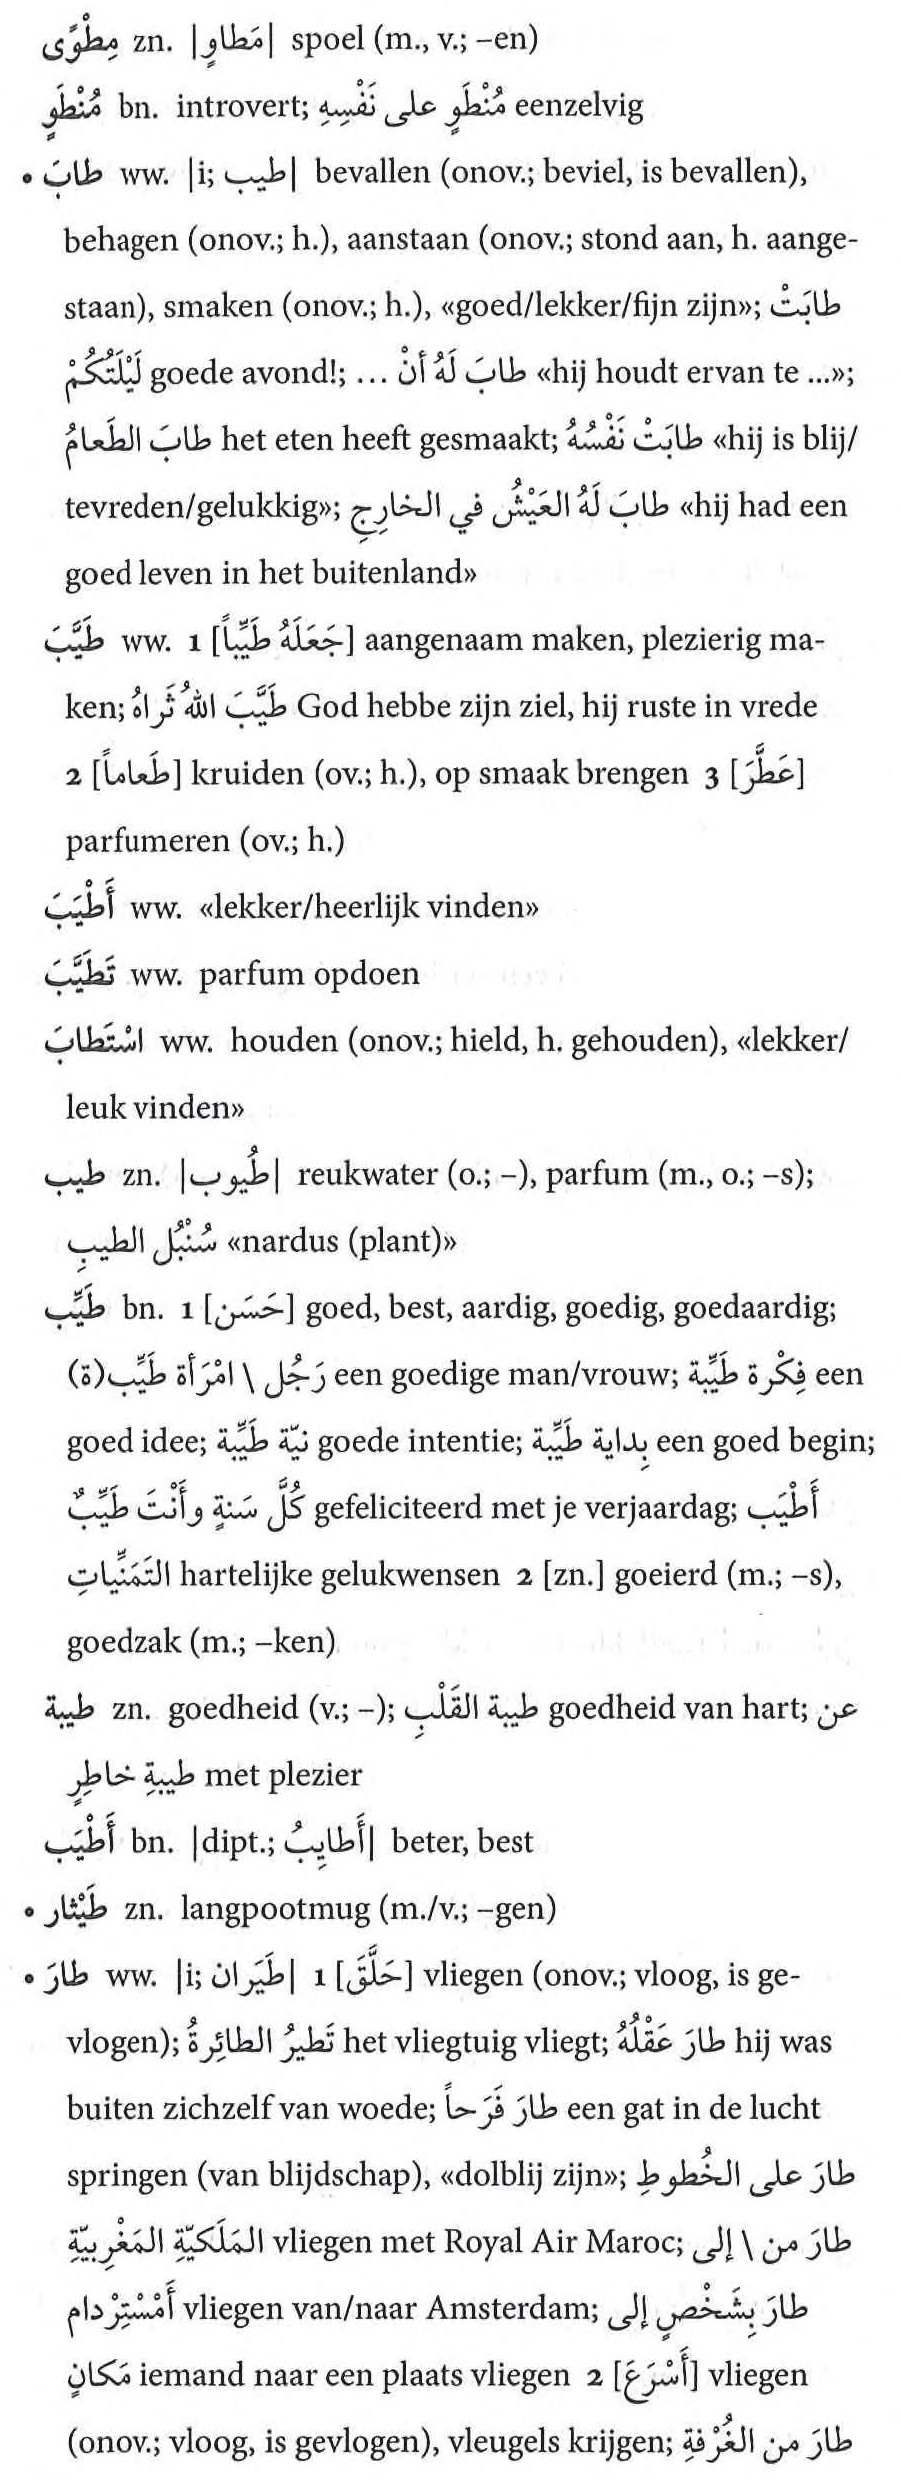 مِطْوًى zn. |مَطاوٍ| spoel (m., v.; –en)
مُنْطَوٍ bn. introvert; مُنْطَوٍ على نَفْسِهِ eenzelvig
• طابَ ww. |i; طيب| bevallen (onov.; beviel, is bevallen),
behagen (onov.; h.), aanstaan (onov.; stond aan, h. aange-
staan), smaken (onov.; h.), «goed/lekker/fijn zijn»; طابَتْ
لَيْلَتُكُمْ goede avond!; طابَ لَهُ أنْ … «hij houdt ervan te ...»;
طابَ الطَعامُ het eten heeft gesmaakt; طابَتْ نَفْسُهُ «hij is blij/
tevreden/gelukkig»; طابَ لَهُ العَيْشُ في الخارِجِ «hij had een
goed leven in het buitenland»
طَيَّبَ ww. 1 [جَعَلَهُ طَيِّباً] aangenaam maken, plezierig ma-
ken; طَيَّبَ اللهُ ثَراهُ God hebbe zijn ziel, hij ruste in vrede
2 [طَعاماً] kruiden (ov.; h.), op smaak brengen 3 [عَطَّرَ]
parfumeren (ov.; h.)
أَطْيَبَ ww. «lekker/heerlijk vinden»
تَطَيَّبَ ww. parfum opdoen
اسْتَطابَ ww. houden (onov.; hield, h. gehouden), «lekker/
leuk vinden»
طيب zn. |طُيوب| reukwater (o.; –), parfum (m., o.; –s);
سُنْبُل الطيبِ «nardus (plant)»
طَيِّب bn. 1 [حَسَن] goed, best, aardig, goedig, goedaardig;
رَجُل \ امْرَأة طَيِّب(ة) een goedige man/vrouw; فِكْرة طَيِّبة een
goed idee; نيّة طَيِّبة goede intentie; بِداية طَيِّبة een goed begin;
كُلَّ سَنةٍ وأَنْتَ طَيِّبٌ gefeliciteerd met je verjaardag; أَطْيَب
التَمَنِّياتِ hartelijke gelukwensen 2 [zn.] goeierd (m.; –s),
goedzak (m.; –ken)
طيبة zn. goedheid (v.; –); طيبة القَلْبِ goedheid van hart; عن
طيبةِ خاطِرٍ met plezier
أَطْيَب bn. |dipt.; أَطايِبُ| beter, best
• طَيْثار zn. langpootmug (m./v.; –gen)
• طارَ ww. |i; طَيَران| 1 [حَلَّقَ] vliegen (onov.; vloog, is ge-
vlogen); تَطيرُ الطائِرةُ het vliegtuig vliegt; طارَ عَقْلُهُ hij was
buiten zichzelf van woede; طارَ فَرَحاً een gat in de lucht
springen (van blijdschap), «dolblij zijn»; طارَ على الخُطوطِ
المَلَكيّةِ المَغْرِبيّةِ vliegen met Royal Air Maroc; طارَ من \ إلى
أَمْسْتِرْدام vliegen van/naar Amsterdam; طارَ بِشَخْصٍ إلى
مَكانٍ iemand naar een plaats vliegen 2 [أَسْرَعَ] vliegen
(onov.; vloog, is gevlogen), vleugels krijgen; طارَ من الغُرْفةِ